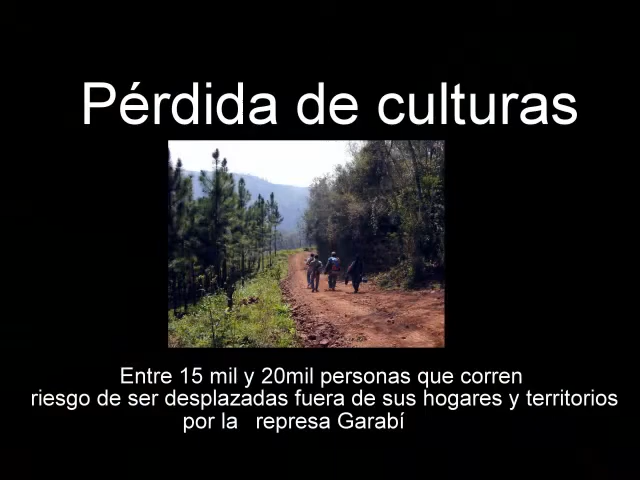 Pérdida de culturas
Entre 15 mil y 20mil personas que corren
riesgo de ser desplazadas fuera de sus hogares y territorios
por la represa Garabí